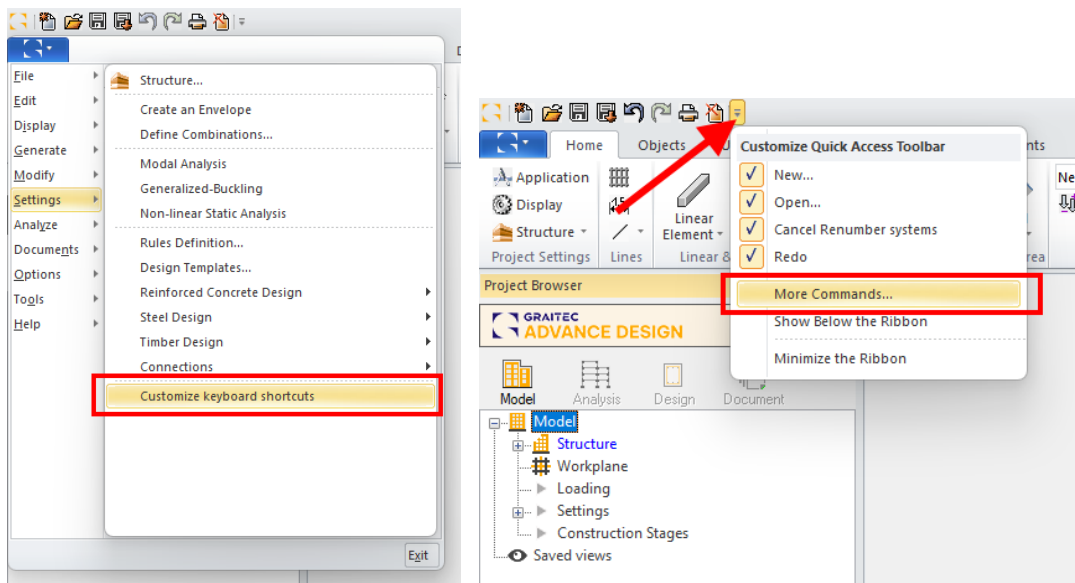 File
Edit
Display
Generate
Modify
Settings
Analyze
Documents
Options
Tools
Help
Structure...
Create an Envelope
Define Combinations...
Modal Analysis
Generalized-Buckling
Non-linear Static Analysis
Rules Definition...
Design Templates...
Reinforced Concrete Design
Steel Design
Timber Design
Connections
Customize keyboard shortcuts
Exit
Home
Objects
nts
Application
Display
Structure
Project Settings
Lines
Linear
Element
Linear &
rea
Ne
Customize Quick Access Toolbar
New...
Open...
Cancel Renumber systems
Redo
More Commands...
Show Below the Ribbon
Minimize the Ribbon
Project Browser
GRAITEC
ADVANCE DESIGN
Model
Analysis
Design
Document
Model
Structure
Workplane
Loading
Settings
Construction Stages
Saved views